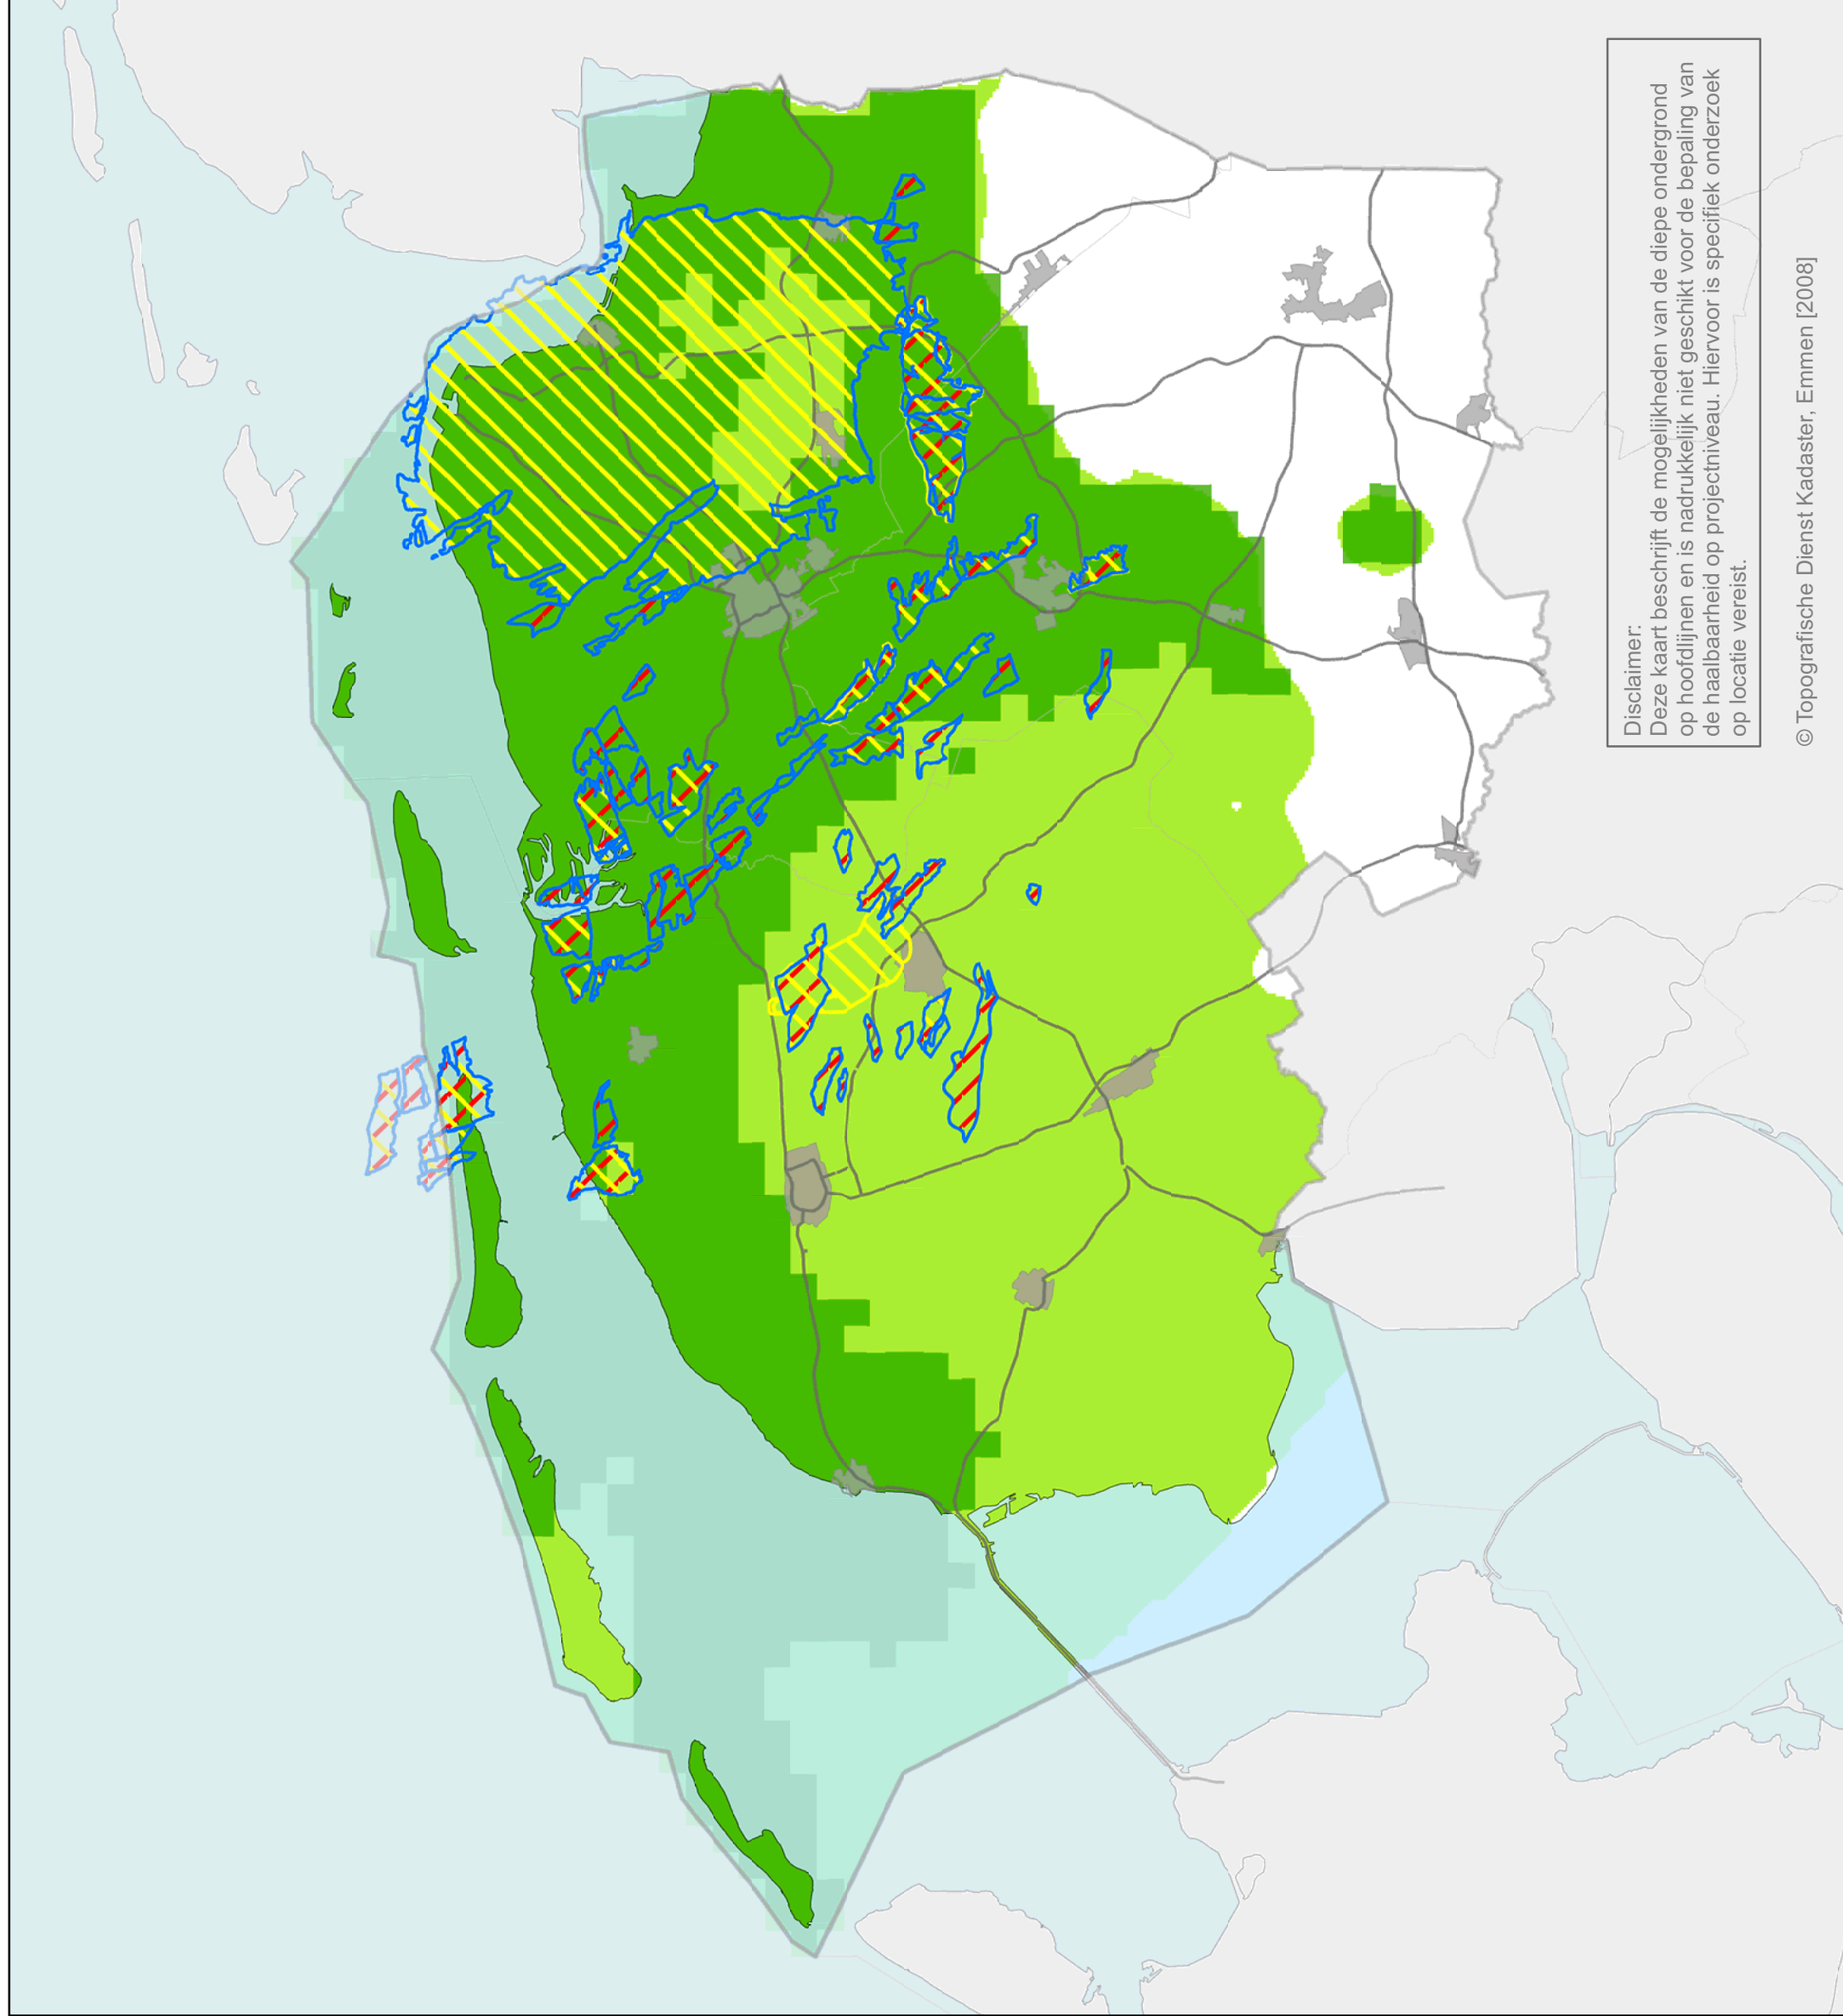 Disclaimer:
Deze kaart beschrijft de mogelijkheden van de diepe ondergrond
op hoofdlijnen en is nadrukkelijk niet geschikt voor de bepaling van
de haalbaarheid op projectniveau. Hiervoor is specifiek onderzoek
op locatie vereist.
© Topografische Dienst Kadaster, Emmen [2008]